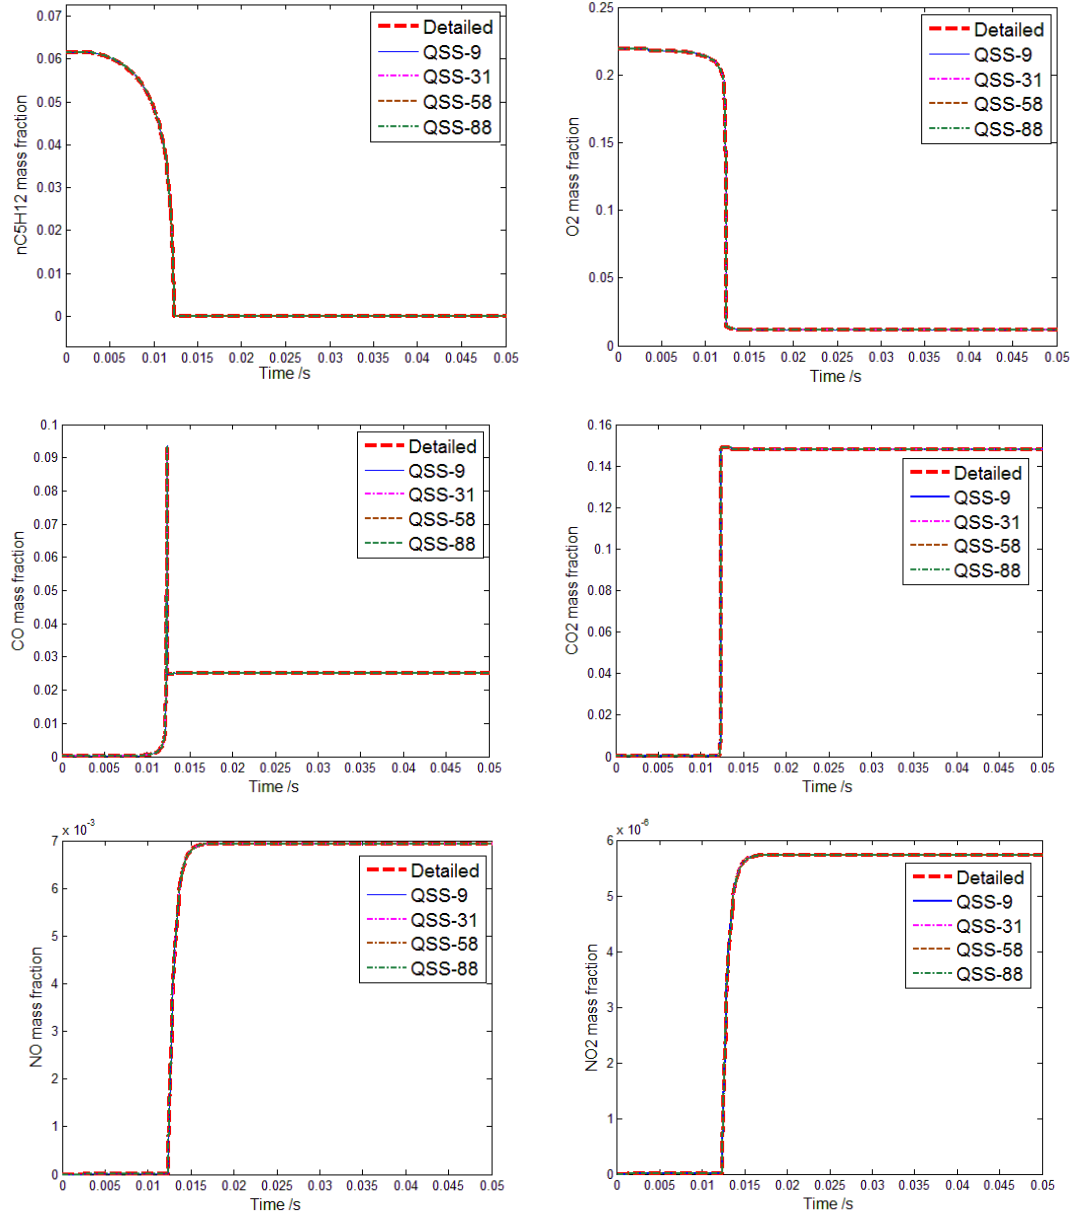 0.07
0.06
0.05
0.04
0.03
0.02
0.01
0
nC5H12 mass fraction
Detailed
QSS-9
QSS-31
QSS-58
QSS-88
0 0.005 0.01 0.015 0.02 0.025 0.03 0.035 0.04 0.045 0.05
Time /s
0.25
0.2
0.15
0.1
0.05
0
O2 mass fraction
Detailed
QSS-9
QSS-31
QSS-58
QSS-88
0 0.005 0.01 0.015 0.02 0.025 0.03 0.035 0.04 0.045 0.05
Time /s
0.1
0.09
0.08
0.07
0.06
0.05
0.04
0.03
0.02
0.01
0
CO mass fraction
Detailed
QSS-9
QSS-31
QSS-58
QSS-88
0 0.005 0.01 0.015 0.02 0.025 0.03 0.035 0.04 0.045 0.05
Time /s
0.16
0.14
0.12
0.1
0.08
0.06
0.04
0.02
0
CO2 mass fraction
Detailed
QSS-9
QSS-31
QSS-58
QSS-88
0 0.005 0.01 0.015 0.02 0.025 0.03 0.035 0.04 0.045 0.05
Time /s
x 10-3
7
6
5
4
3
2
1
0
NO mass fraction
Detailed
QSS-9
QSS-31
QSS-58
QSS-88
0 0.005 0.01 0.015 0.02 0.025 0.03 0.035 0.04 0.045 0.05
Time /s
x 10-6
6
5
4
3
2
1
0
NO2 mass fraction
Detailed
QSS-9
QSS-31
QSS-58
QSS-88
0 0.005 0.01 0.015 0.02 0.025 0.03 0.035 0.04 0.045 0.05
Time /s